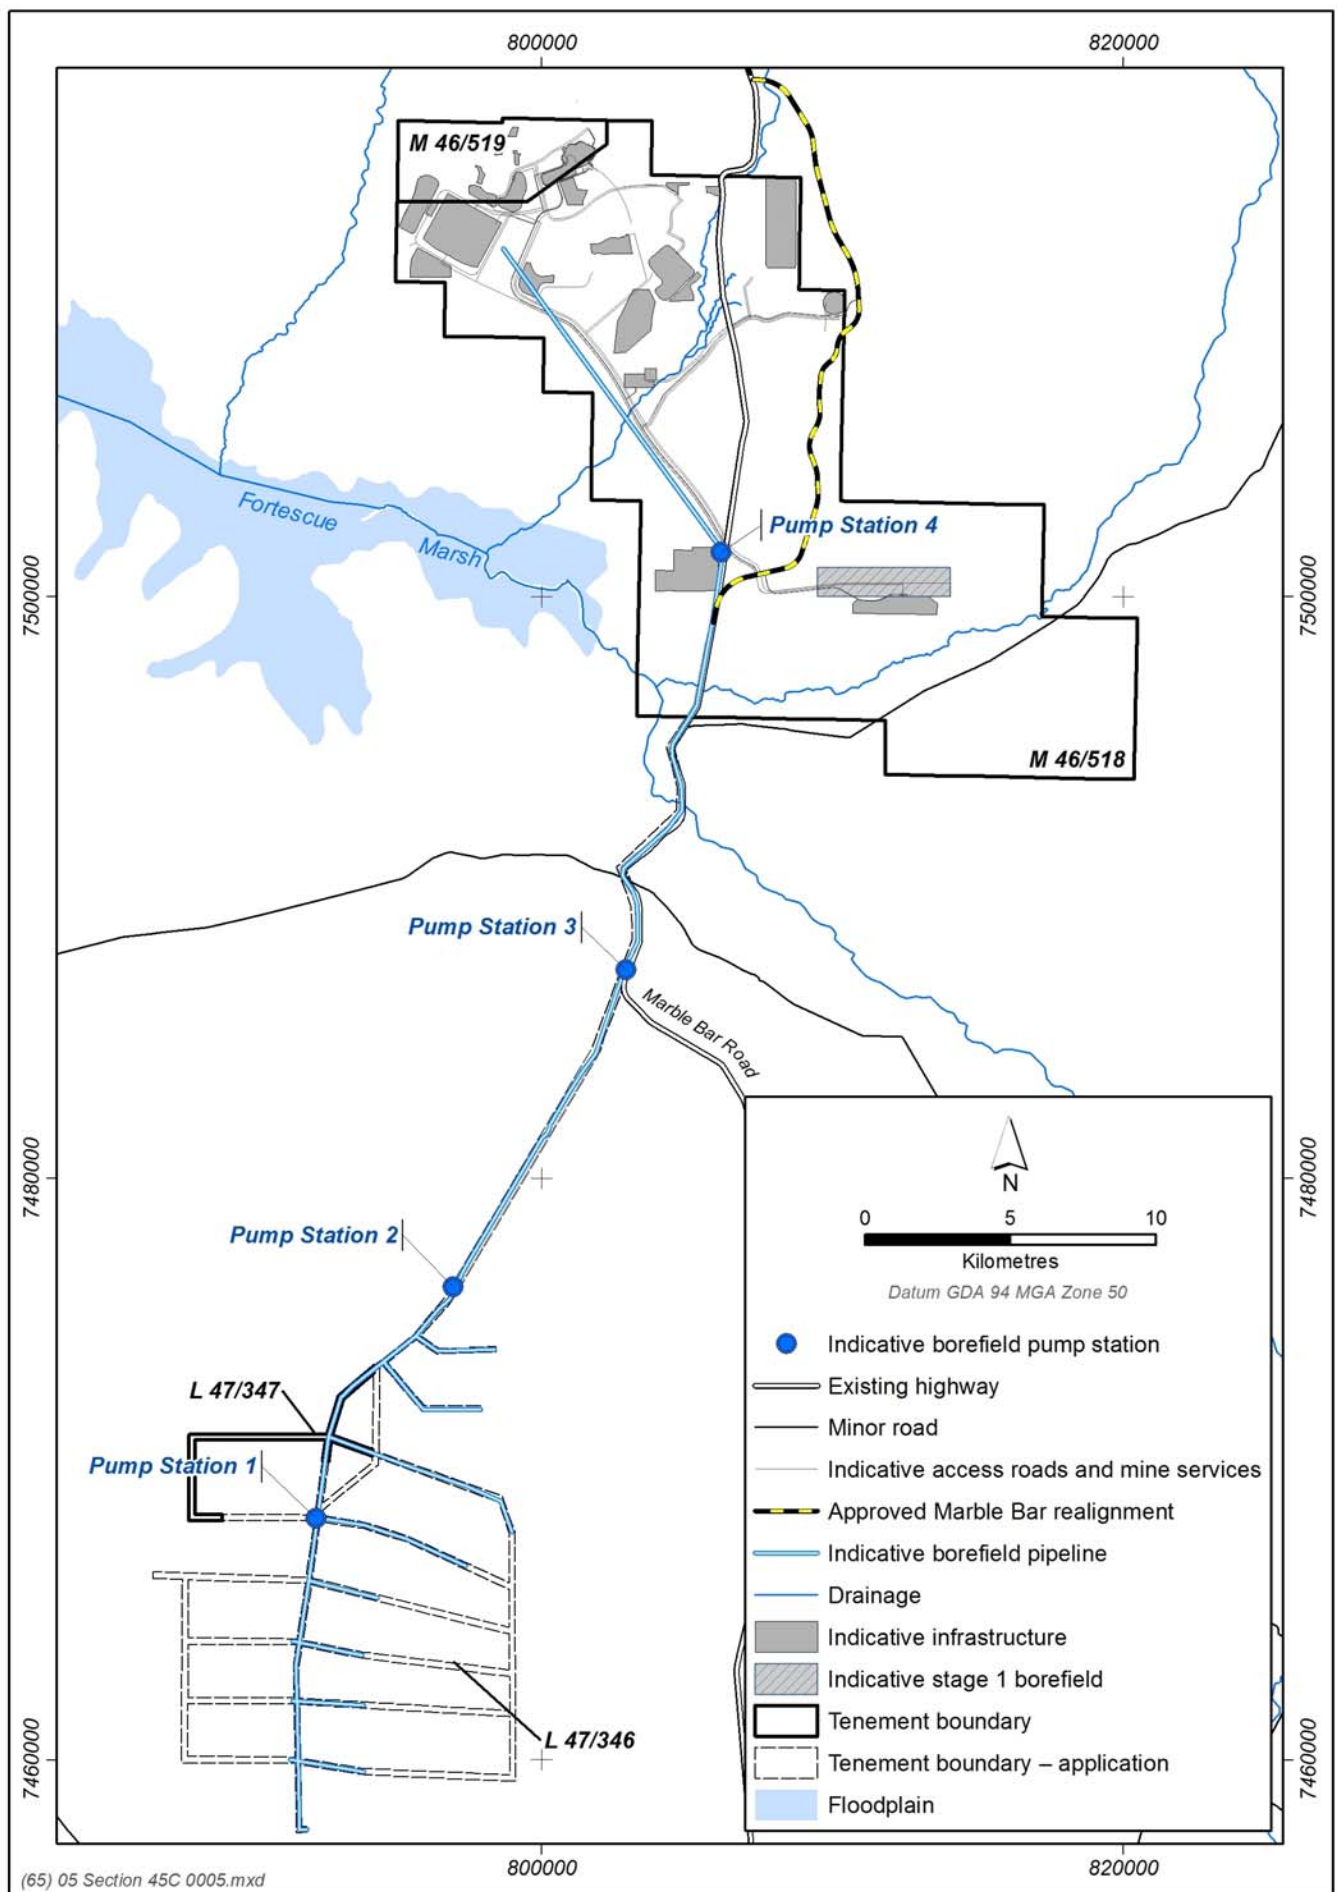 800000
820000
M 46/519
Fortescue
Marsh
Pump Station 4
7500000
7500000
M 46/518
Pump Station 3
Marble Bar Road
7480000
7480000
N
0 5 10
Kilometres
Datum GDA 94 MGA Zone 50
Pump Station 2
Indicative borefield pump station
L 47/347
Existing highway
Minor road
Pump Station 1
Indicative access roads and mine services
Approved Marble Bar realignment
Indicative borefield pipeline
Drainage
Indicative infrastructure
Indicative stage 1 borefield
Tenement boundary
L 47/346
Tenement boundary – application
7460000
7460000
Floodplain
800000
820000
(65) 05 Section 45C 0005.mxd